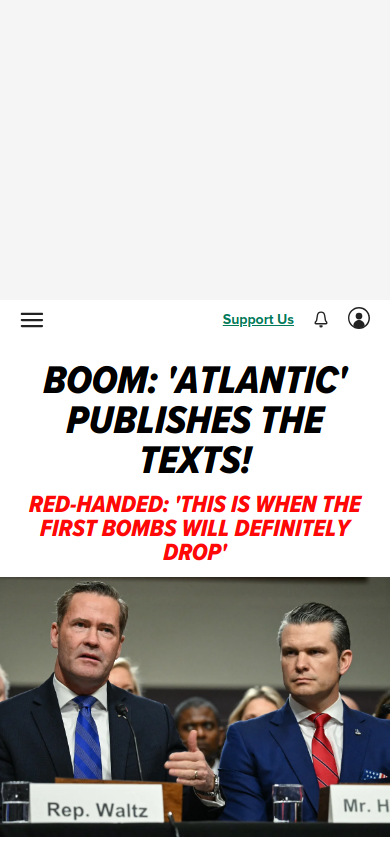 Support Us
BOOM: 'ATLANTIC'
PUBLISHES THE
TEXTS!
RED-HANDED: 'THIS IS WHEN THE
FIRST BOMBS WILL DEFINITELY
DROP'
Rep. Waltz
Mr. H